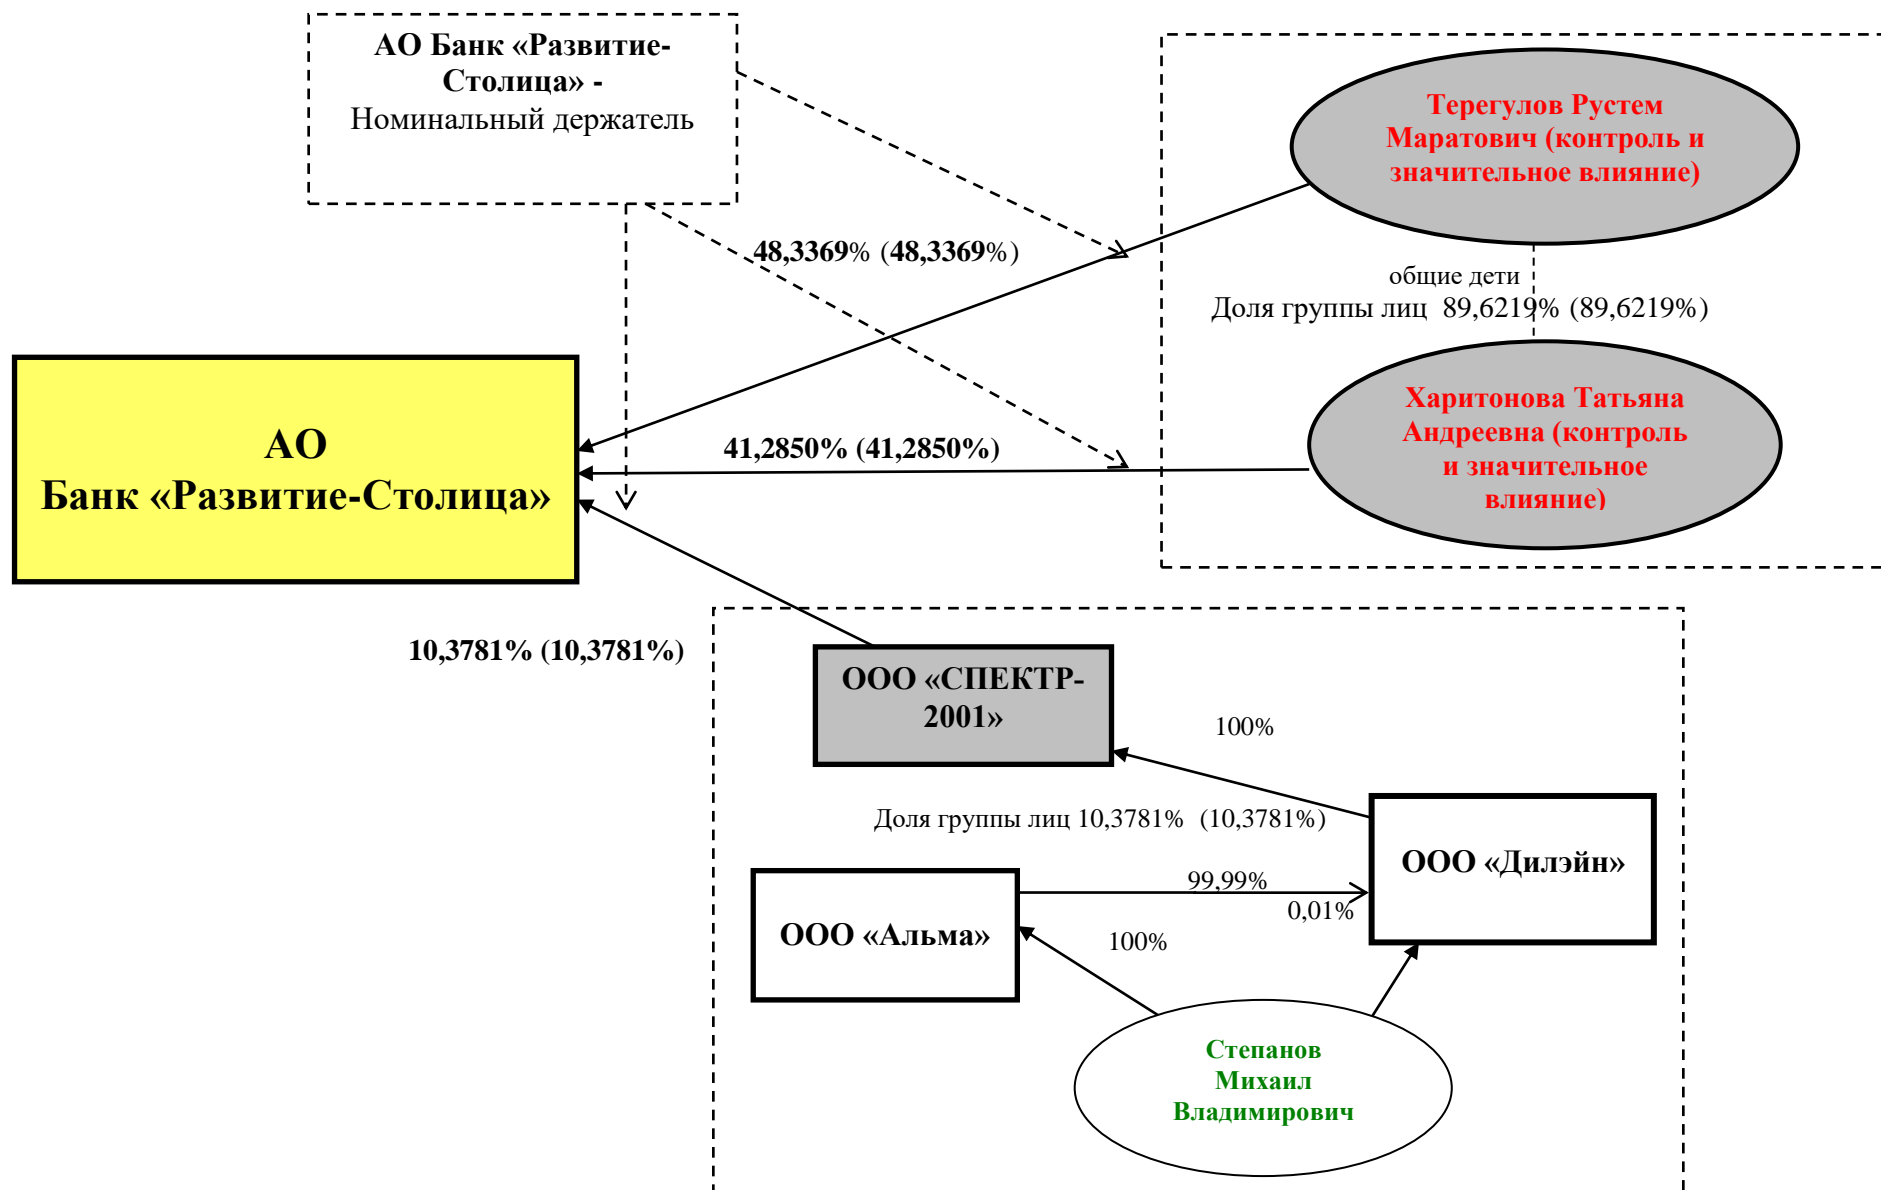 АО Банк «Развитие-
Столица» -
Номинальный держатель
Терегулов Рустем
Маратович (контроль и
значительное влияние)
48,3369% (48,3369%)
общие дети
Доля группы лиц 89,6219% (89,6219%)
АО
Банк «Развитие-Столица»
41,2850% (41,2850%)
Харитонова Татьяна
Андреевна (контроль
и значительное
влияние)
10,3781% (10,3781%)
ООО «СПЕКТР-
2001»
100%
Доля группы лиц 10,3781% (10,3781%)
ООО «Дилэйн»
99,99%
0,01%
ООО «Альма»
100%
Степанов
Михаил
Владимирович